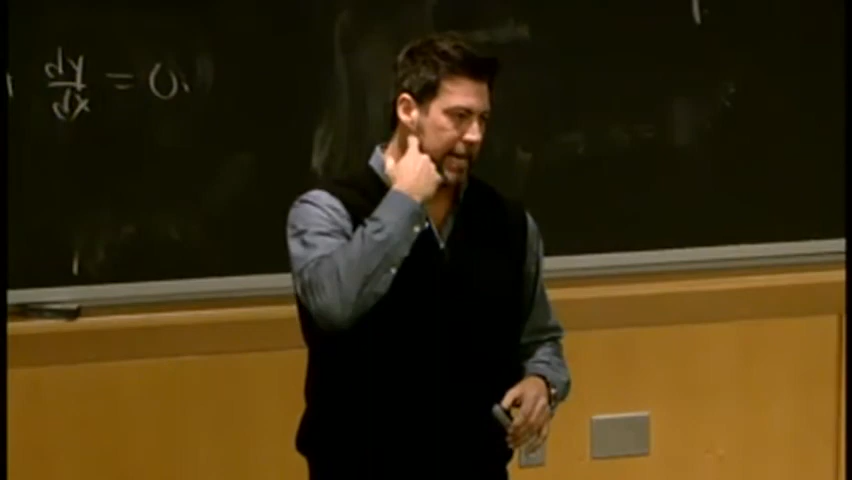 dy/dx = 0.